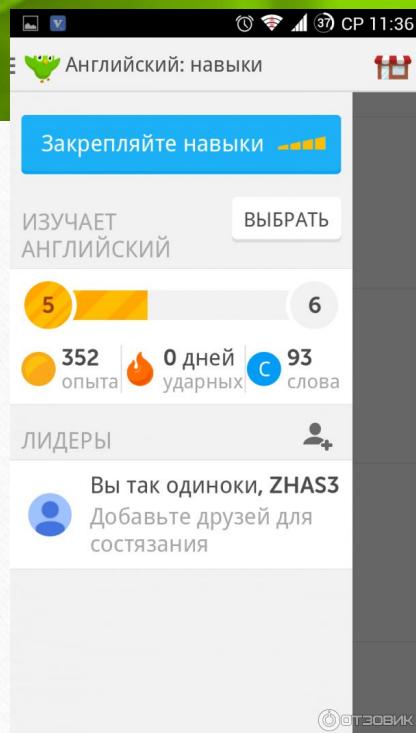 37 СР 11:36
Английский: навыки
Закрепляйте навыки
ИЗУЧАЕТ
АНГЛИЙСКИЙ
ВЫБРАТЬ
5 6
352 0 дней С 93
опыта ударных слова
ЛИДЕРЫ
Вы так одиноки, ZHAS3
Добавьте друзей для
состязания
ОТЗОВИК